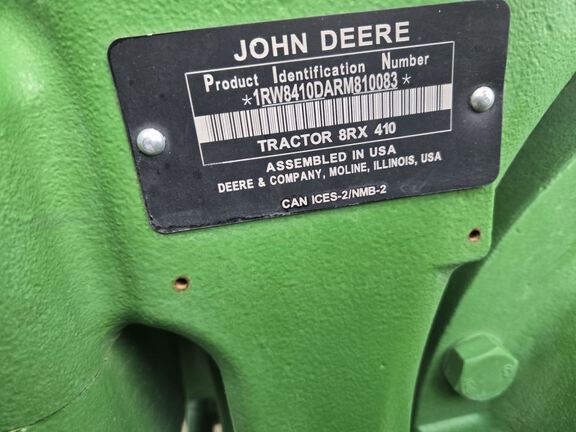 JOHN DEERE
Product Identification Number
*1RW8410DARM810083*
TRACTOR 8RX 410
ASSEMBLED IN USA
DEERE & COMPANY, MOLINE, ILLINOIS, USA
CAN ICES-2/NMB-2